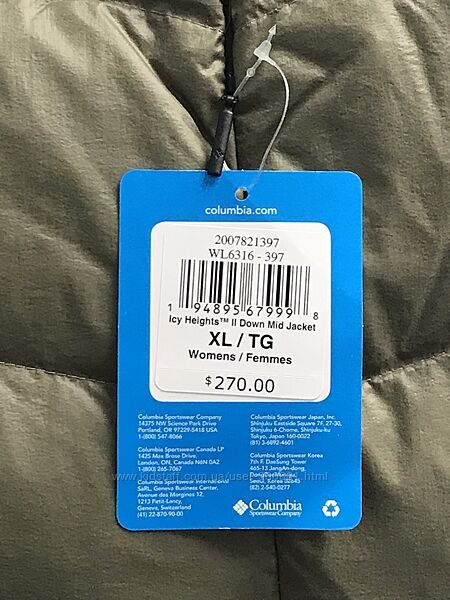 columbia.com
2007821397
WL6316 - 397
1 94895 67999 8
Icy Heights™ II Down Mid Jacket
XL / TG
Womens / Femmes
$270.00
Columbia Sportswear Company
14375 NW Science Park Drive
Portland, OR 97229-5418 USA
1-(800) 547-8066
Columbia Sportswear Canada LP
1425 Max Brose Drive,
London, ON, Canada N6N 0A2
1-(800) 265-7067
Columbia Sportswear International
SaRL, Geneva Business Center,
Avenue des Morgines 12,
1213 Petit-Lancy,
Geneva, Switzerland
(41) 22-870-90-00
Columbia Sportswear Japan, Inc.
Shinjuku Eastside Square 7F, 27-30,
Shinjuku 6-Chome, Shinjuku-ku
Tokyo, Japan 160-0022
(81) 3-6892-4601
Columbia Sportswear Korea
7th F. DaeSung Tower
465-13 JangAn-dong,
Seoul, Korea
(82) 2-540-0277
Columbia
Sportswear Company